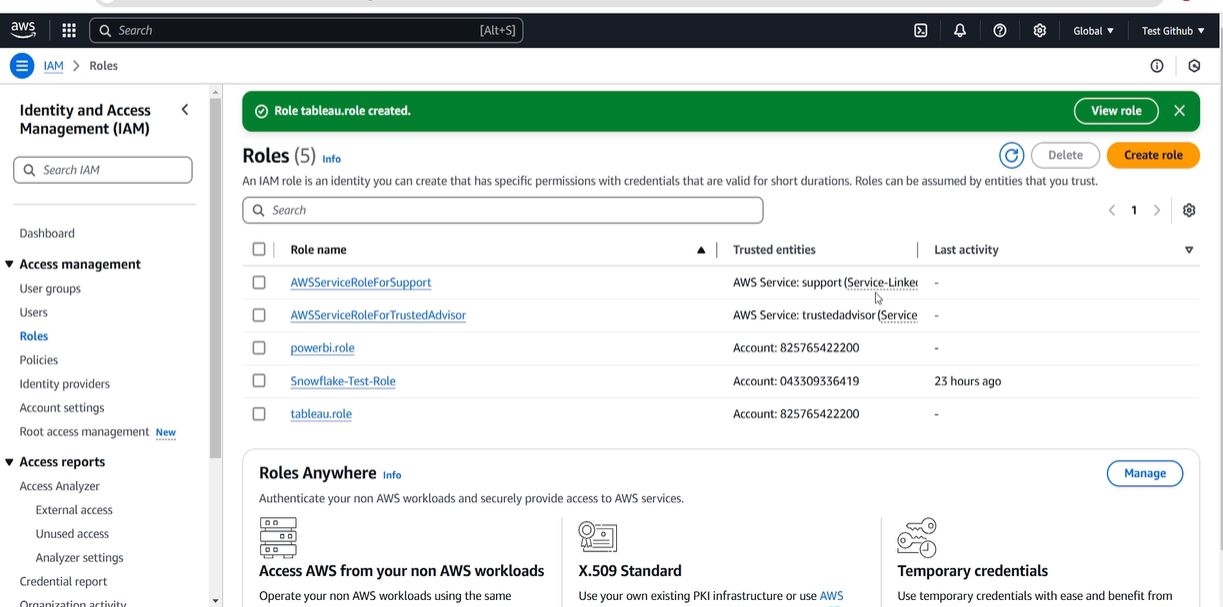 aws
Search [Alt+S]
Global ▼
Test Github ▼
IAM > Roles
Identity and Access
Management (IAM)
Search IAM
Dashboard
Access management
User groups
Users
Roles
Policies
Identity providers
Account settings
Root access management New
Access reports
Access Analyzer
External access
Unused access
Analyzer settings
Credential report
Organization activity
Role tableau.role created.
View role
Roles (5) Info
Delete
Create role
An IAM role is an identity you can create that has specific permissions with credentials that are valid for short durations. Roles can be assumed by entities that you trust.
Search
1
Role name Trusted entities Last activity
AWSServiceRoleForSupport AWS Service: support (Service-Linked -
AWSServiceRoleForTrustedAdvisor AWS Service: trustedadvisor (Service -
powerbi.role Account: 825765422200 -
Snowflake-Test-Role Account: 043309336419 23 hours ago
tableau.role Account: 825765422200 -
Roles Anywhere Info
Manage
Authenticate your non AWS workloads and securely provide access to AWS services.
Access AWS from your non AWS workloads
Operate your non AWS workloads using the same
X.509 Standard
Use your own existing PKI infrastructure or use AWS
Temporary credentials
Use temporary credentials with ease and benefit from